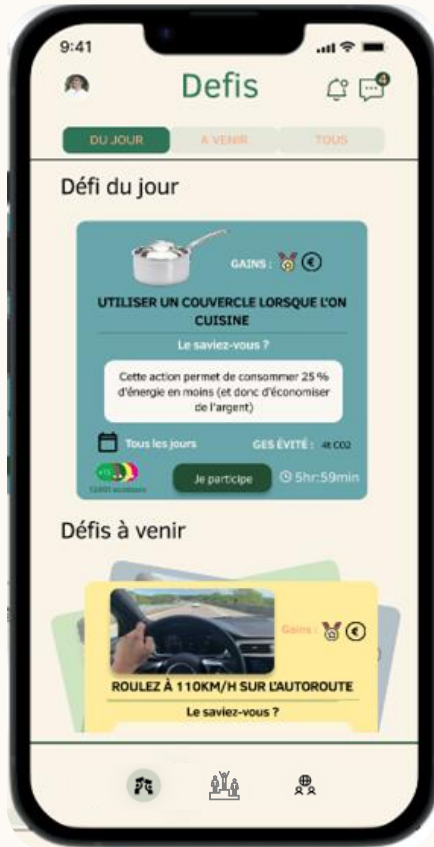 9:41
Defis
4
DU JOUR
A VENIR
TOUS
Défi du jour
GAINS :
UTILISER UN COUVERCLE LORSQUE L'ON
CUISINE
Le saviez-vous ?
Cette action permet de consommer 25 %
d'énergie en moins (et donc d'économiser
de l'argent)
Tous les jours
GES ÉVITÉ : 4t CO2
Je participe
5hr:59min
Défis à venir
Gains :
ROULEZ À 110KM/H SUR L'AUTOROUTE
Le saviez-vous ?